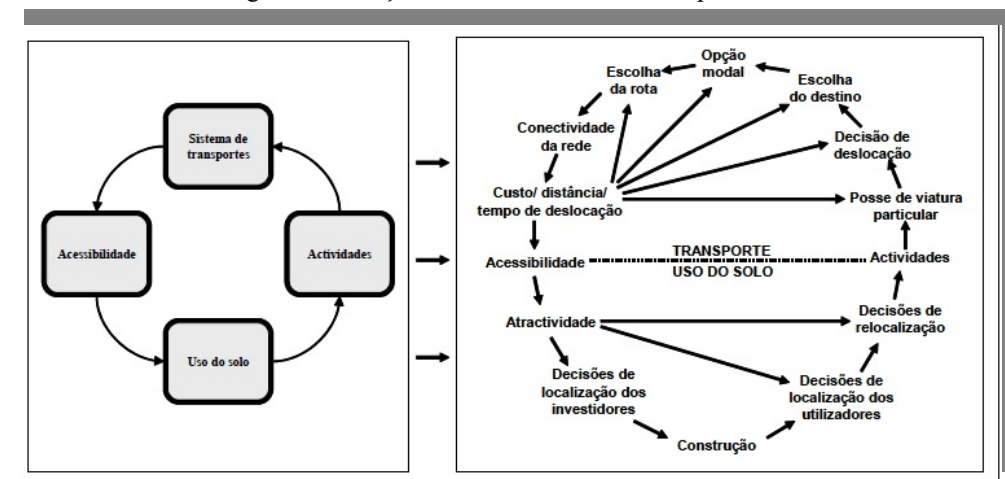 Sistema de
transportes
Acessibilidade
Actividades
Uso do solo
Opção
modal
Escolha
da rota
Escolha
do destino
Conectividade
da rede
Decisão de
deslocação
Custo/ distância/
tempo de deslocação
Posse de viatura
particular
Acessibilidade
TRANSPORTE
USO DO SOLO
Actividades
Atractividade
Decisões de
relocalização
Decisões de
localização dos
investidores
Decisões de
localização dos
utilizadores
Construção